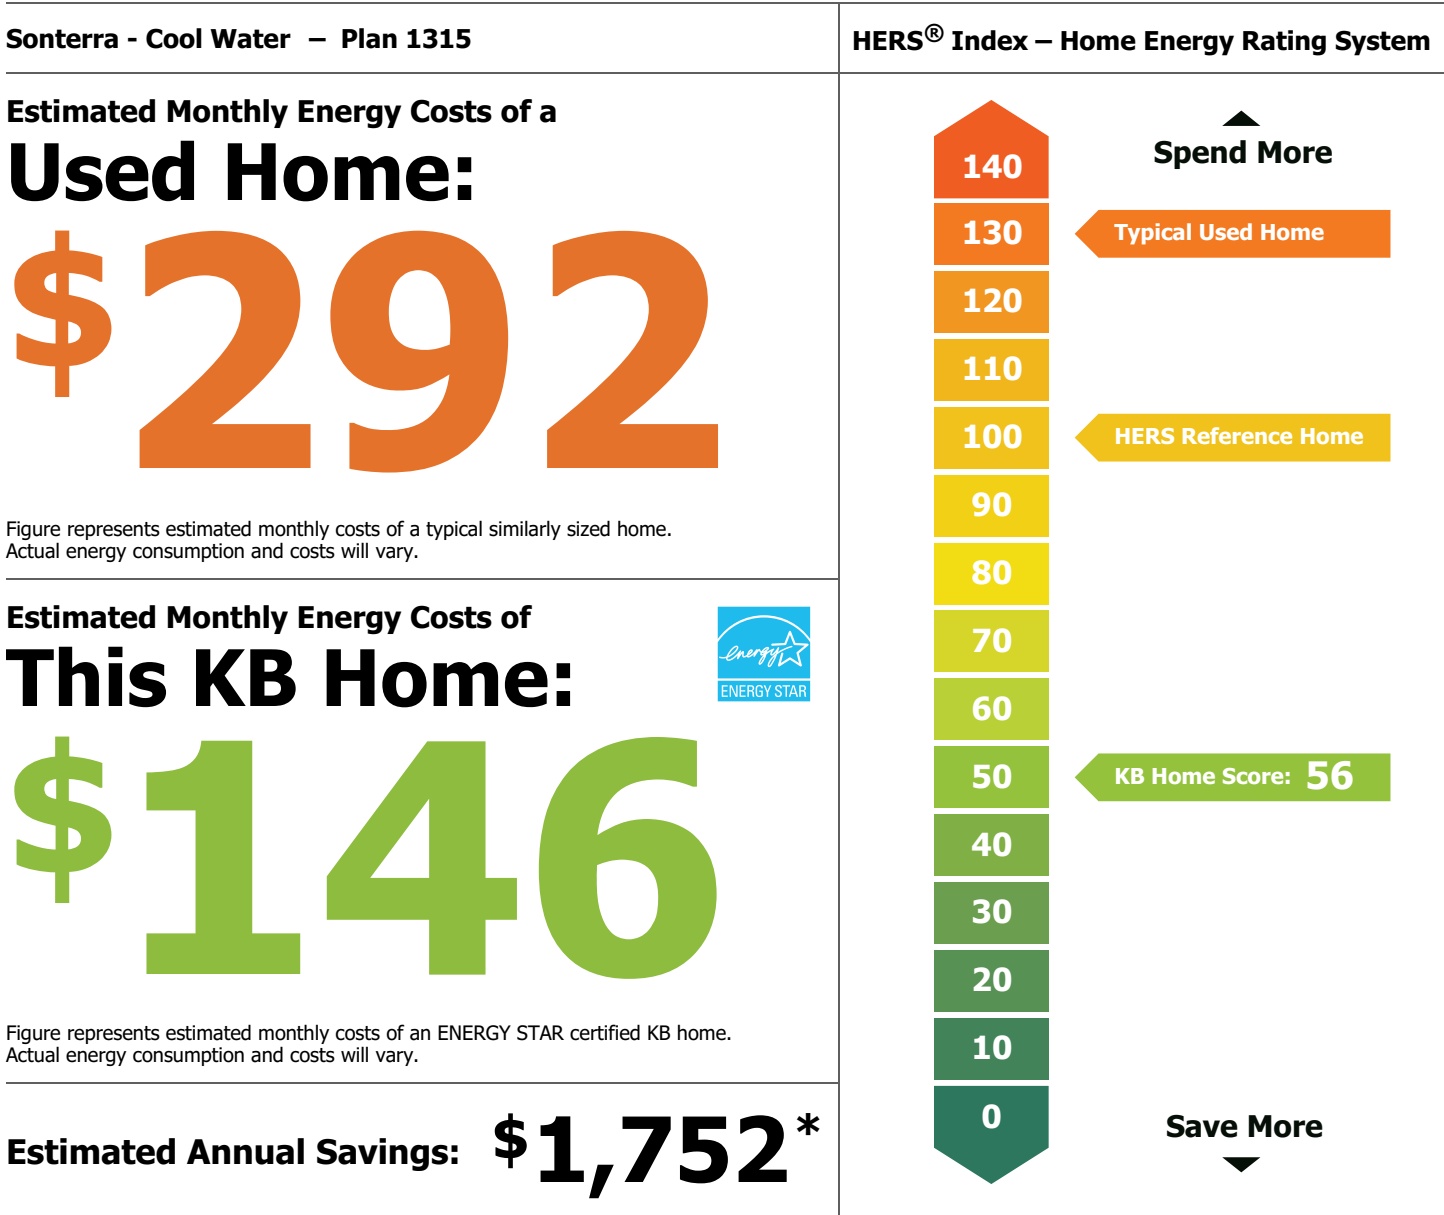 Sonterra - Cool Water – Plan 1315
Estimated Monthly Energy Costs of a
Used Home:
$292
Figure represents estimated monthly costs of a typical similarly sized home.
Actual energy consumption and costs will vary.
Estimated Monthly Energy Costs of
This KB Home:
energy
ENERGY STAR
$146
Figure represents estimated monthly costs of an ENERGY STAR certified KB home.
Actual energy consumption and costs will vary.
Estimated Annual Savings: $1,752*
HERS® Index – Home Energy Rating System
Spend More
140
130 Typical Used Home
120
110
100 HERS Reference Home
90
80
70
60
50 KB Home Score: 56
40
30
20
10
0
Save More